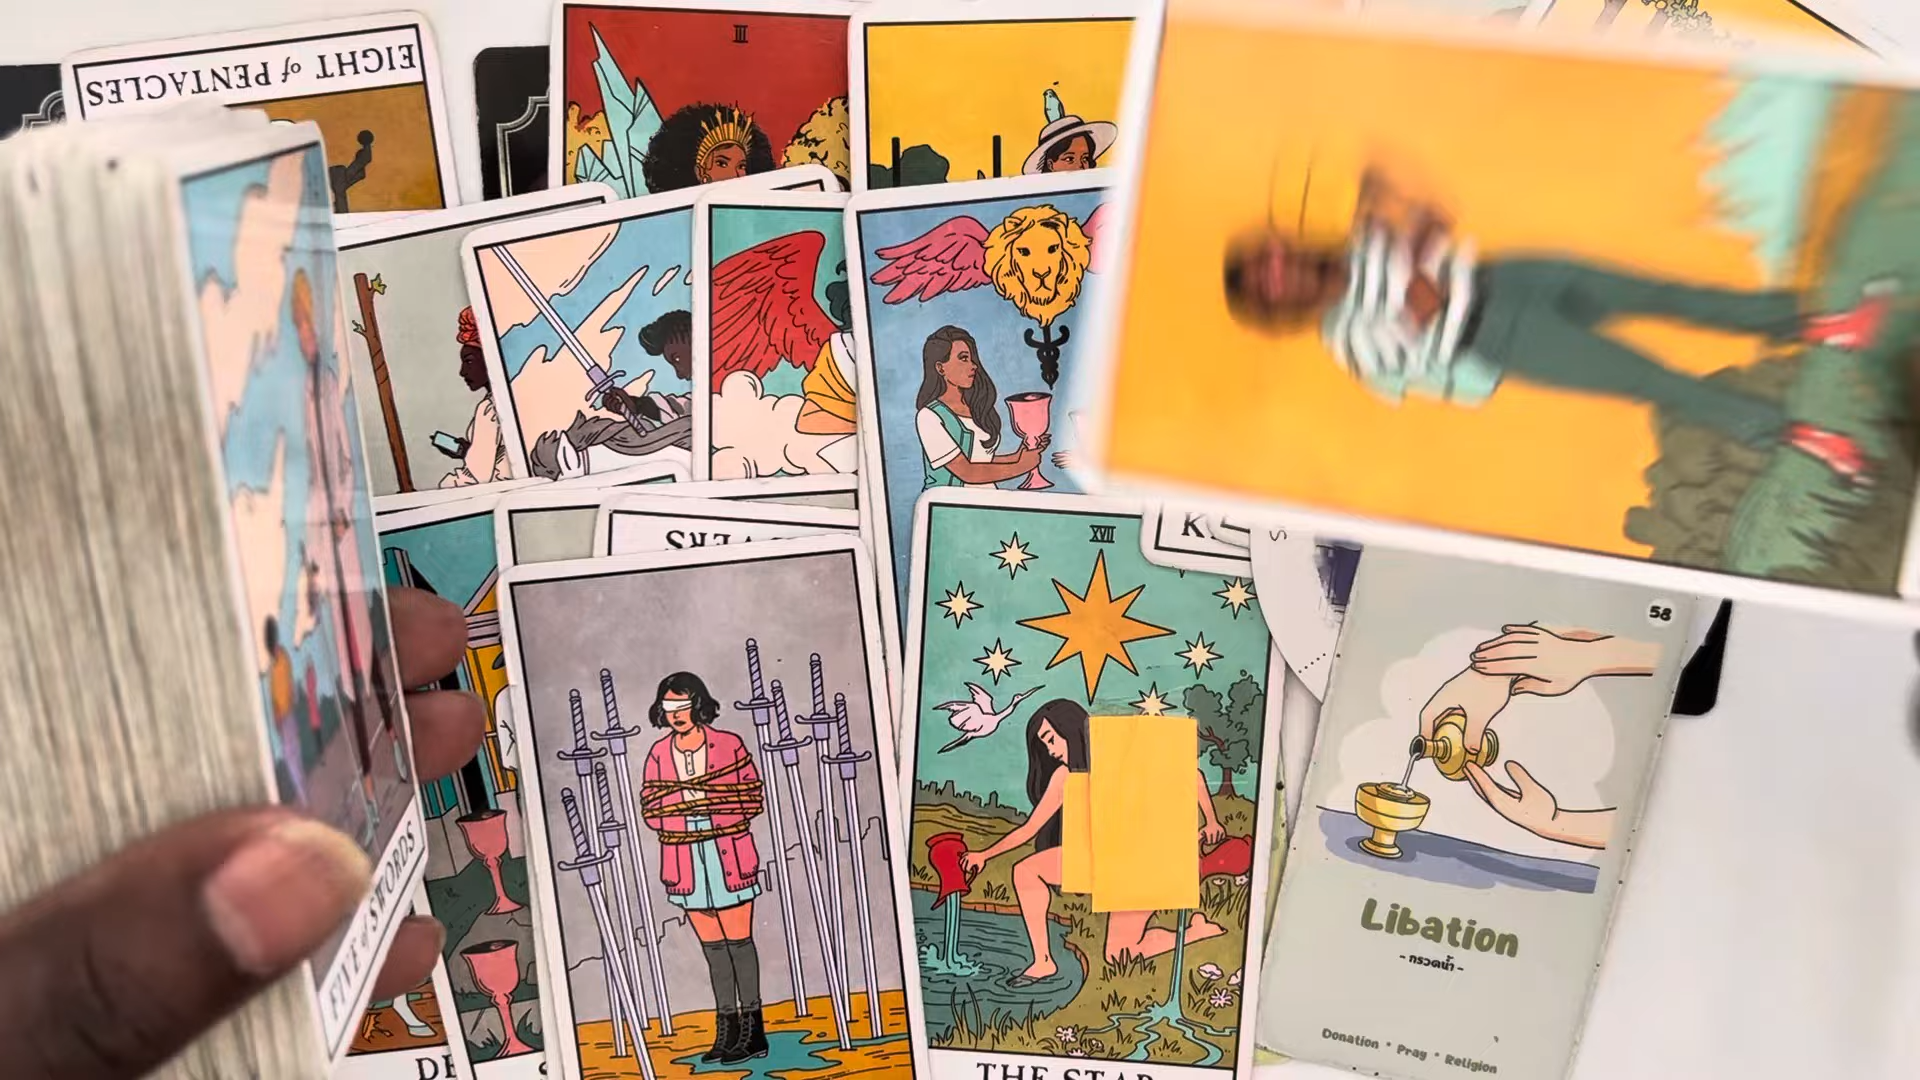 EIGHT of PENTACLES
III
XVII
58
FIVE of SWORDS
Libation
- กรวดน้ำ -
Donation • Pray • Religion
THE STAR